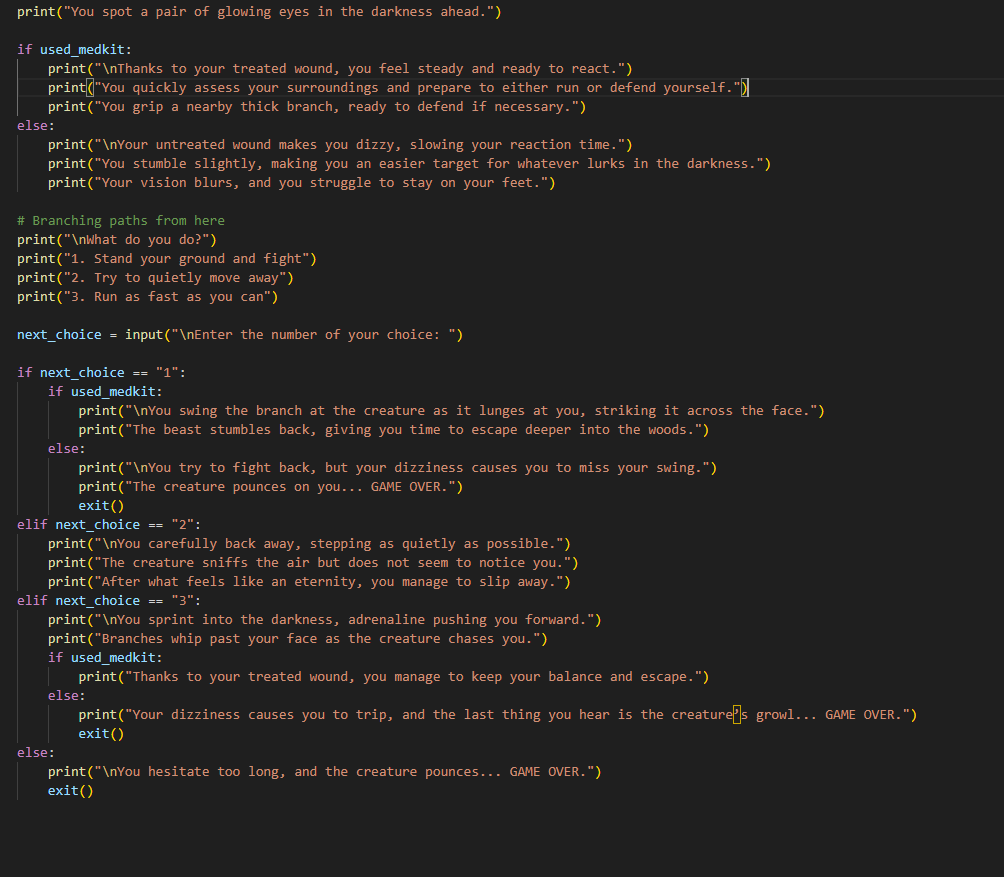 print("You spot a pair of glowing eyes in the darkness ahead.")

if used_medkit:
    print("\nThanks to your treated wound, you feel steady and ready to react.")
    print("You quickly assess your surroundings and prepare to either run or defend yourself.")
    print("You grip a nearby thick branch, ready to defend if necessary.")
else:
    print("\nYour untreated wound makes you dizzy, slowing your reaction time.")
    print("You stumble slightly, making you an easier target for whatever lurks in the darkness.")
    print("Your vision blurs, and you struggle to stay on your feet.")

# Branching paths from here
print("\nWhat do you do?")
print("1. Stand your ground and fight")
print("2. Try to quietly move away")
print("3. Run as fast as you can")

next_choice = input("\nEnter the number of your choice: ")

if next_choice == "1":
    if used_medkit:
        print("\nYou swing the branch at the creature as it lunges at you, striking it across the face.")
        print("The beast stumbles back, giving you time to escape deeper into the woods.")
    else:
        print("\nYou try to fight back, but your dizziness causes you to miss your swing.")
        print("The creature pounces on you... GAME OVER.")
        exit()
elif next_choice == "2":
    print("\nYou carefully back away, stepping as quietly as possible.")
    print("The creature sniffs the air but does not seem to notice you.")
    print("After what feels like an eternity, you manage to slip away.")
elif next_choice == "3":
    print("\nYou sprint into the darkness, adrenaline pushing you forward.")
    print("Branches whip past your face as the creature chases you.")
    if used_medkit:
        print("Thanks to your treated wound, you manage to keep your balance and escape.")
    else:
        print("Your dizziness causes you to trip, and the last thing you hear is the creature’s growl... GAME OVER.")
        exit()
else:
    print("\nYou hesitate too long, and the creature pounces... GAME OVER.")
    exit()